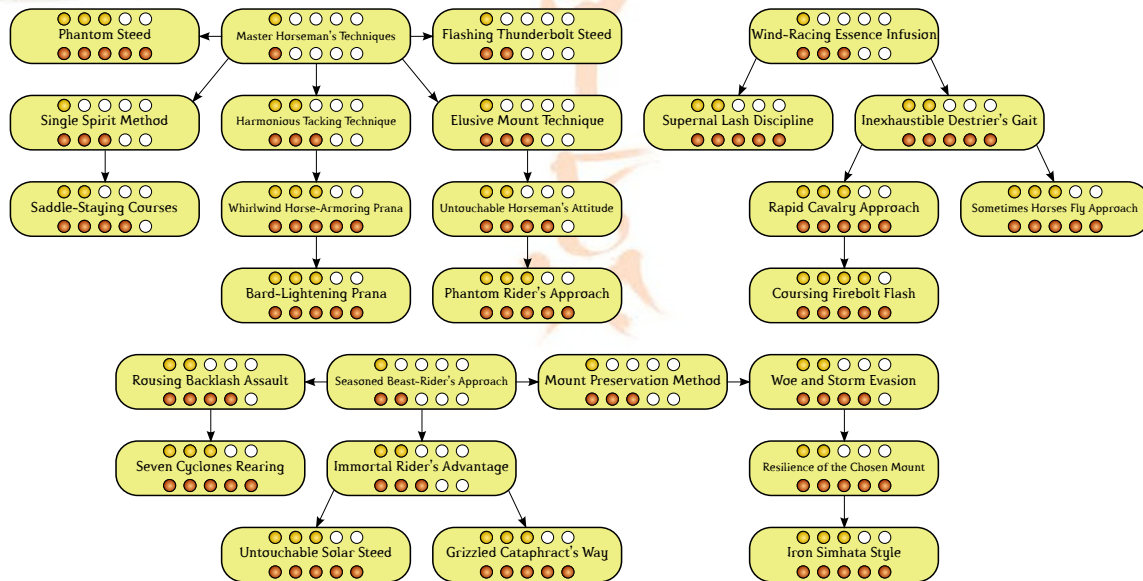 Phantom Steed
Master Horseman's Techniques
Flashing Thunderbolt Steed
Wind-Racing Essence Infusion
Single Spirit Method
Harmonious Tacking Technique
Elusive Mount Technique
Supernal Lash Discipline
Inexhaustible Destrier's Gait
Saddle-Staying Courses
Whirlwind Horse-Armoring Prana
Untouchable Horseman's Attitude
Rapid Cavalry Approach
Sometimes Horses Fly Approach
Bard-Lightening Prana
Phantom Rider's Approach
Coursing Firebolt Flash
Rousing Backlash Assault
Seasoned Beast-Rider's Approach
Mount Preservation Method
Woe and Storm Evasion
Seven Cyclones Rearing
Immortal Rider's Advantage
Resilience of the Chosen Mount
Untouchable Solar Steed
Grizzled Cataphract's Way
Iron Simhata Style